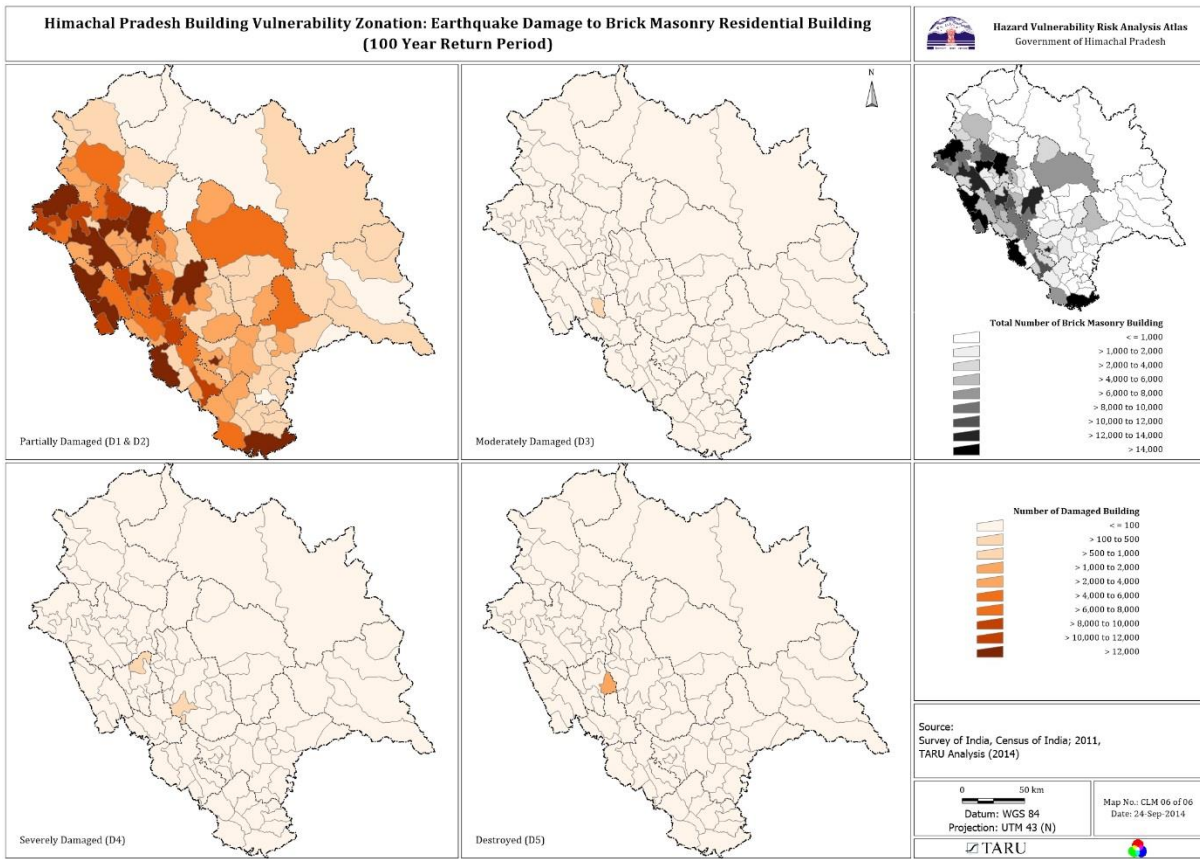 Himachal Pradesh Building Vulnerability Zonation: Earthquake Damage to Brick Masonry Residential Building
(100 Year Return Period)
Hazard Vulnerability Risk Analysis Atlas
Government of Himachal Pradesh
N
Partially Damaged (D1 & D2)
Moderately Damaged (D3)
Total Number of Brick Masonry Building
< = 1,000
> 1,000 to 2,000
> 2,000 to 4,000
> 4,000 to 6,000
> 6,000 to 8,000
> 8,000 to 10,000
> 10,000 to 12,000
> 12,000 to 14,000
> 14,000
Severely Damaged (D4)
Destroyed (D5)
Number of Damaged Building
< = 100
> 100 to 500
> 500 to 1,000
> 1,000 to 2,000
> 2,000 to 4,000
> 4,000 to 6,000
> 6,000 to 8,000
> 8,000 to 10,000
> 10,000 to 12,000
> 12,000
Source:
Survey of India, Census of India; 2011,
TARU Analysis (2014)
0 50 km
Datum: WGS 84
Projection: UTM 43 (N)
Map No.: CLM 06 of 06
Date: 24-Sep-2014
TARU